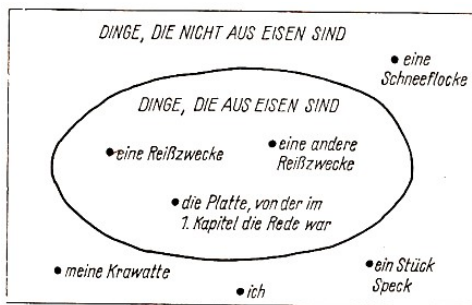 DINGE, DIE NICHT AUS EISEN SIND
• eine
Schneeflocke
DINGE, DIE AUS EISEN SIND
• eine Reißzwecke
• eine andere
Reißzwecke
• die Platte, von der im
1. Kapitel die Rede war
• meine Krawatte
• ich
• ein Stück
Speck